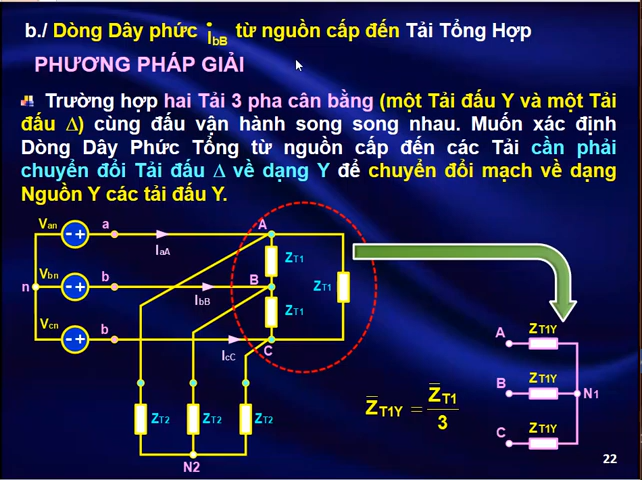 b./ Dòng Dây phức İbB từ nguồn cấp đến Tải Tổng Hợp
PHƯƠNG PHÁP GIẢI
Trường hợp hai Tải 3 pha cân bằng (một Tải đấu Y và một Tải
đấu Δ) cùng đấu vận hành song song nhau. Muốn xác định
Dòng Dây Phức Tổng từ nguồn cấp đến các Tải cần phải
chuyển đổi Tải đấu Δ về dạng Y để chuyển đổi mạch về dạng
Nguồn Y các tải đấu Y.
Van
a
A
IaA
ZT1
Vbn
b
B
n
IbB
ZT1
ZT1
Vcn
b
C
IcC
A
ZT1Y
B
ZT1Y
N1
C
ZT1Y
ZT2
ZT2
ZT2
N2
Z̅T1Y = Z̅T1 / 3
22